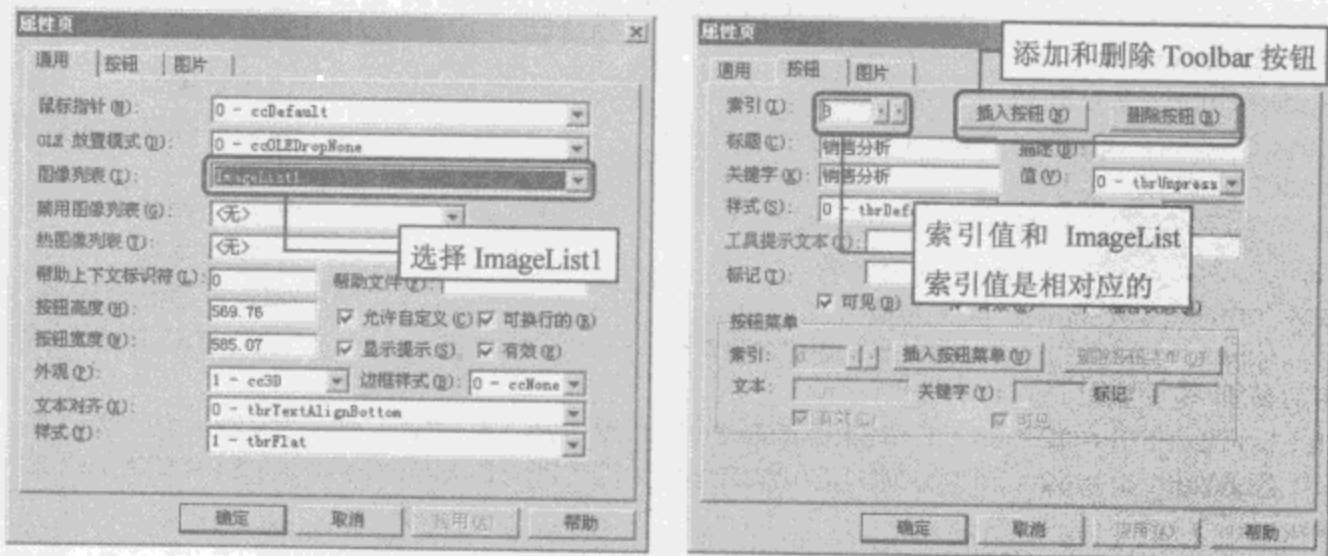 属性页
通用 按钮 图片
鼠标指针(M): 0 - ccDefault
OLE 放置模式(D): 0 - ccOLEDropNone
图像列表(I): ImageList1
禁用图像列表(G): <无>
热图像列表(T): <无>
选择 ImageList1
帮助上下文标识符(L): 0 帮助文件(F):
按钮高度(H): 569.76 允许自定义(C) 可换行的(B)
按钮宽度(W): 585.07 显示提示(S) 有效(E)
外观(P): 1 - cc3D 边框样式(B): 0 - ccNone
文本对齐(X): 0 - tbrTextAlignBottom
样式(Y): 1 - tbrFlat
确定 取消 应用(A) 帮助
属性页
添加和删除 Toolbar 按钮
通用 按钮 图片
索引(I): 3 插入按钮(N) 删除按钮(R)
标题(C): 销售分析 描述(D):
关键字(K): 销售分析 值(V): 0 - tbrUnpress
样式(S): 0 - tbrDef
工具提示文本
索引值和 ImageList
索引值是相对应的
标记(T):
可见(B)
按钮菜单
索引: 插入按钮菜单(U)
文本: 关键字(Y): 标记:
可见
确定 取消 应用(A) 帮助